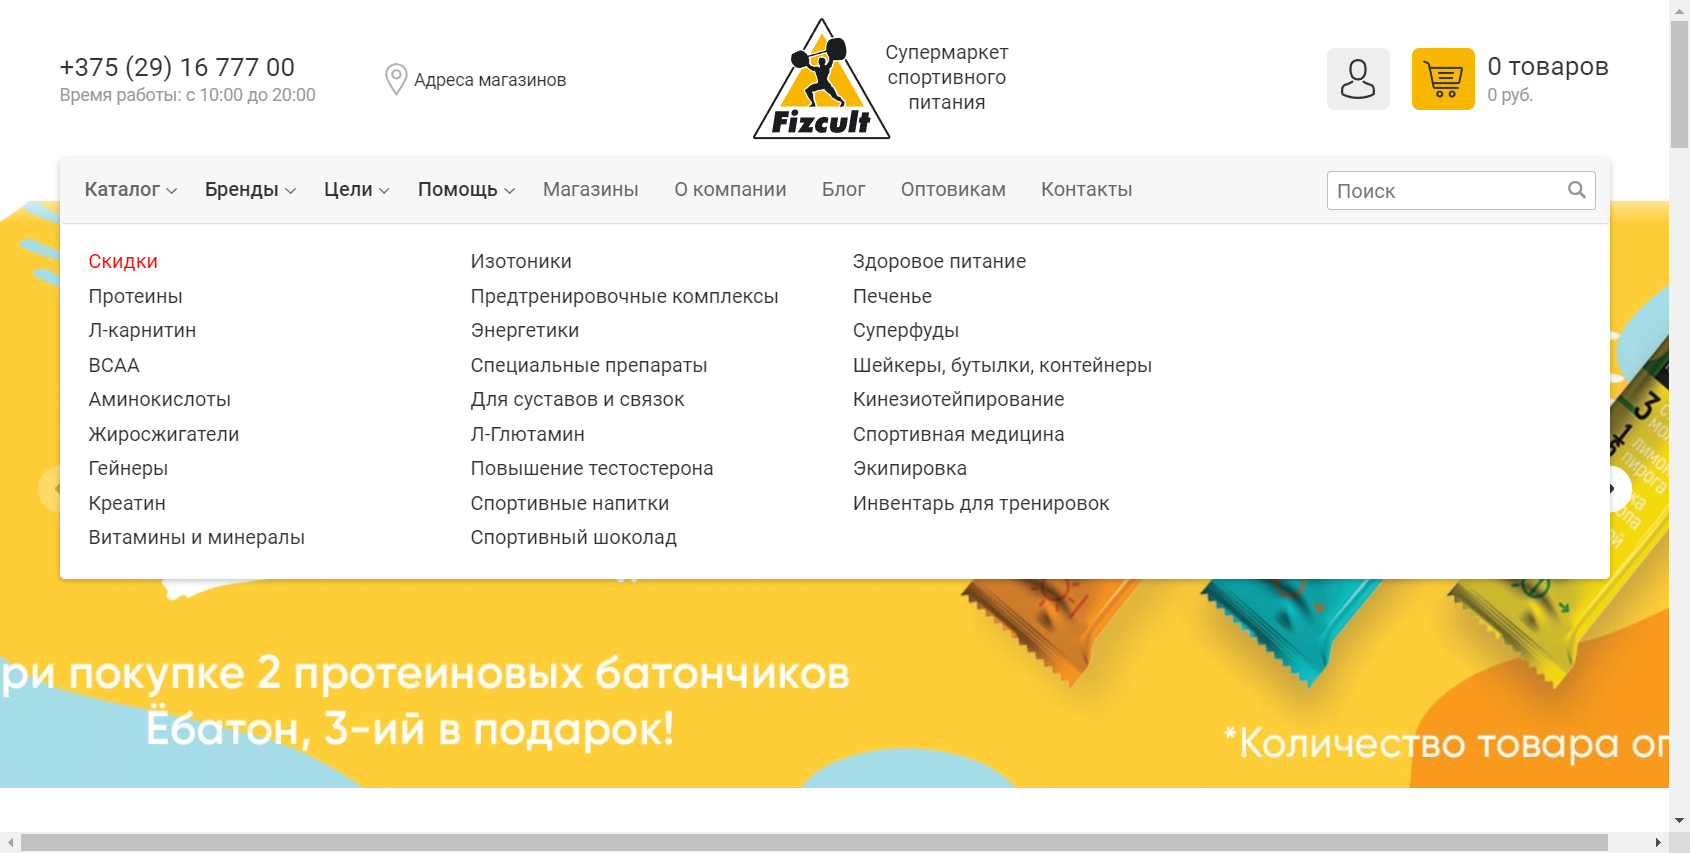 +375 (29) 16 777 00
Время работы: с 10:00 до 20:00
Адреса магазинов
Fizcult
Супермаркет
спортивного
питания
0 товаров
0 руб.
Каталог Бренды Цели Помощь Магазины О компании Блог Оптовикам Контакты
Поиск
Скидки
Протеины
Л-карнитин
BCAA
Аминокислоты
Жиросжигатели
Гейнеры
Креатин
Витамины и минералы
Изотоники
Предтренировочные комплексы
Энергетики
Специальные препараты
Для суставов и связок
Л-Глютамин
Повышение тестостерона
Спортивные напитки
Спортивный шоколад
Здоровое питание
Печенье
Суперфуды
Шейкеры, бутылки, контейнеры
Кинезиотейпирование
Спортивная медицина
Экипировка
Инвентарь для тренировок
ри покупке 2 протеиновых батончиков
Ёбатон, 3-ий в подарок!
*Количество товара ог